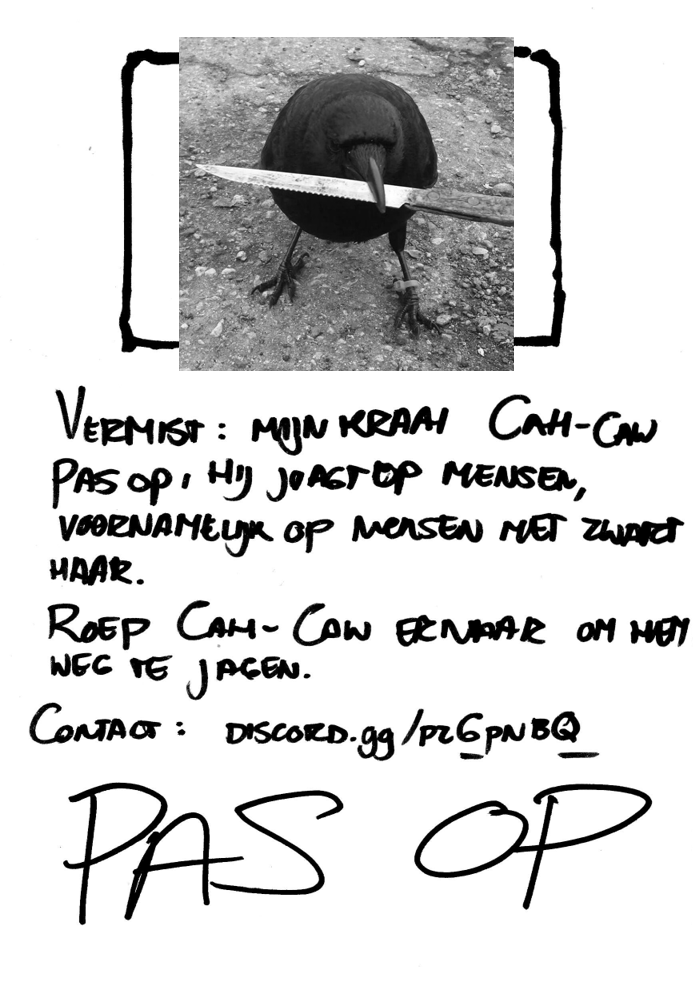 VERMIST: MIJN KRAAI CAH-CAW
PAS OP, HIJ JAAGT OP MENSEN,
VOORNAMELIJK OP MENSEN MET ZWART
HAAR.
ROEP CAH-CAW ERNAAR OM HEM
WEG TE JAGEN.
CONTACT: DISCORD.gg/pzGpNBQ
PAS OP